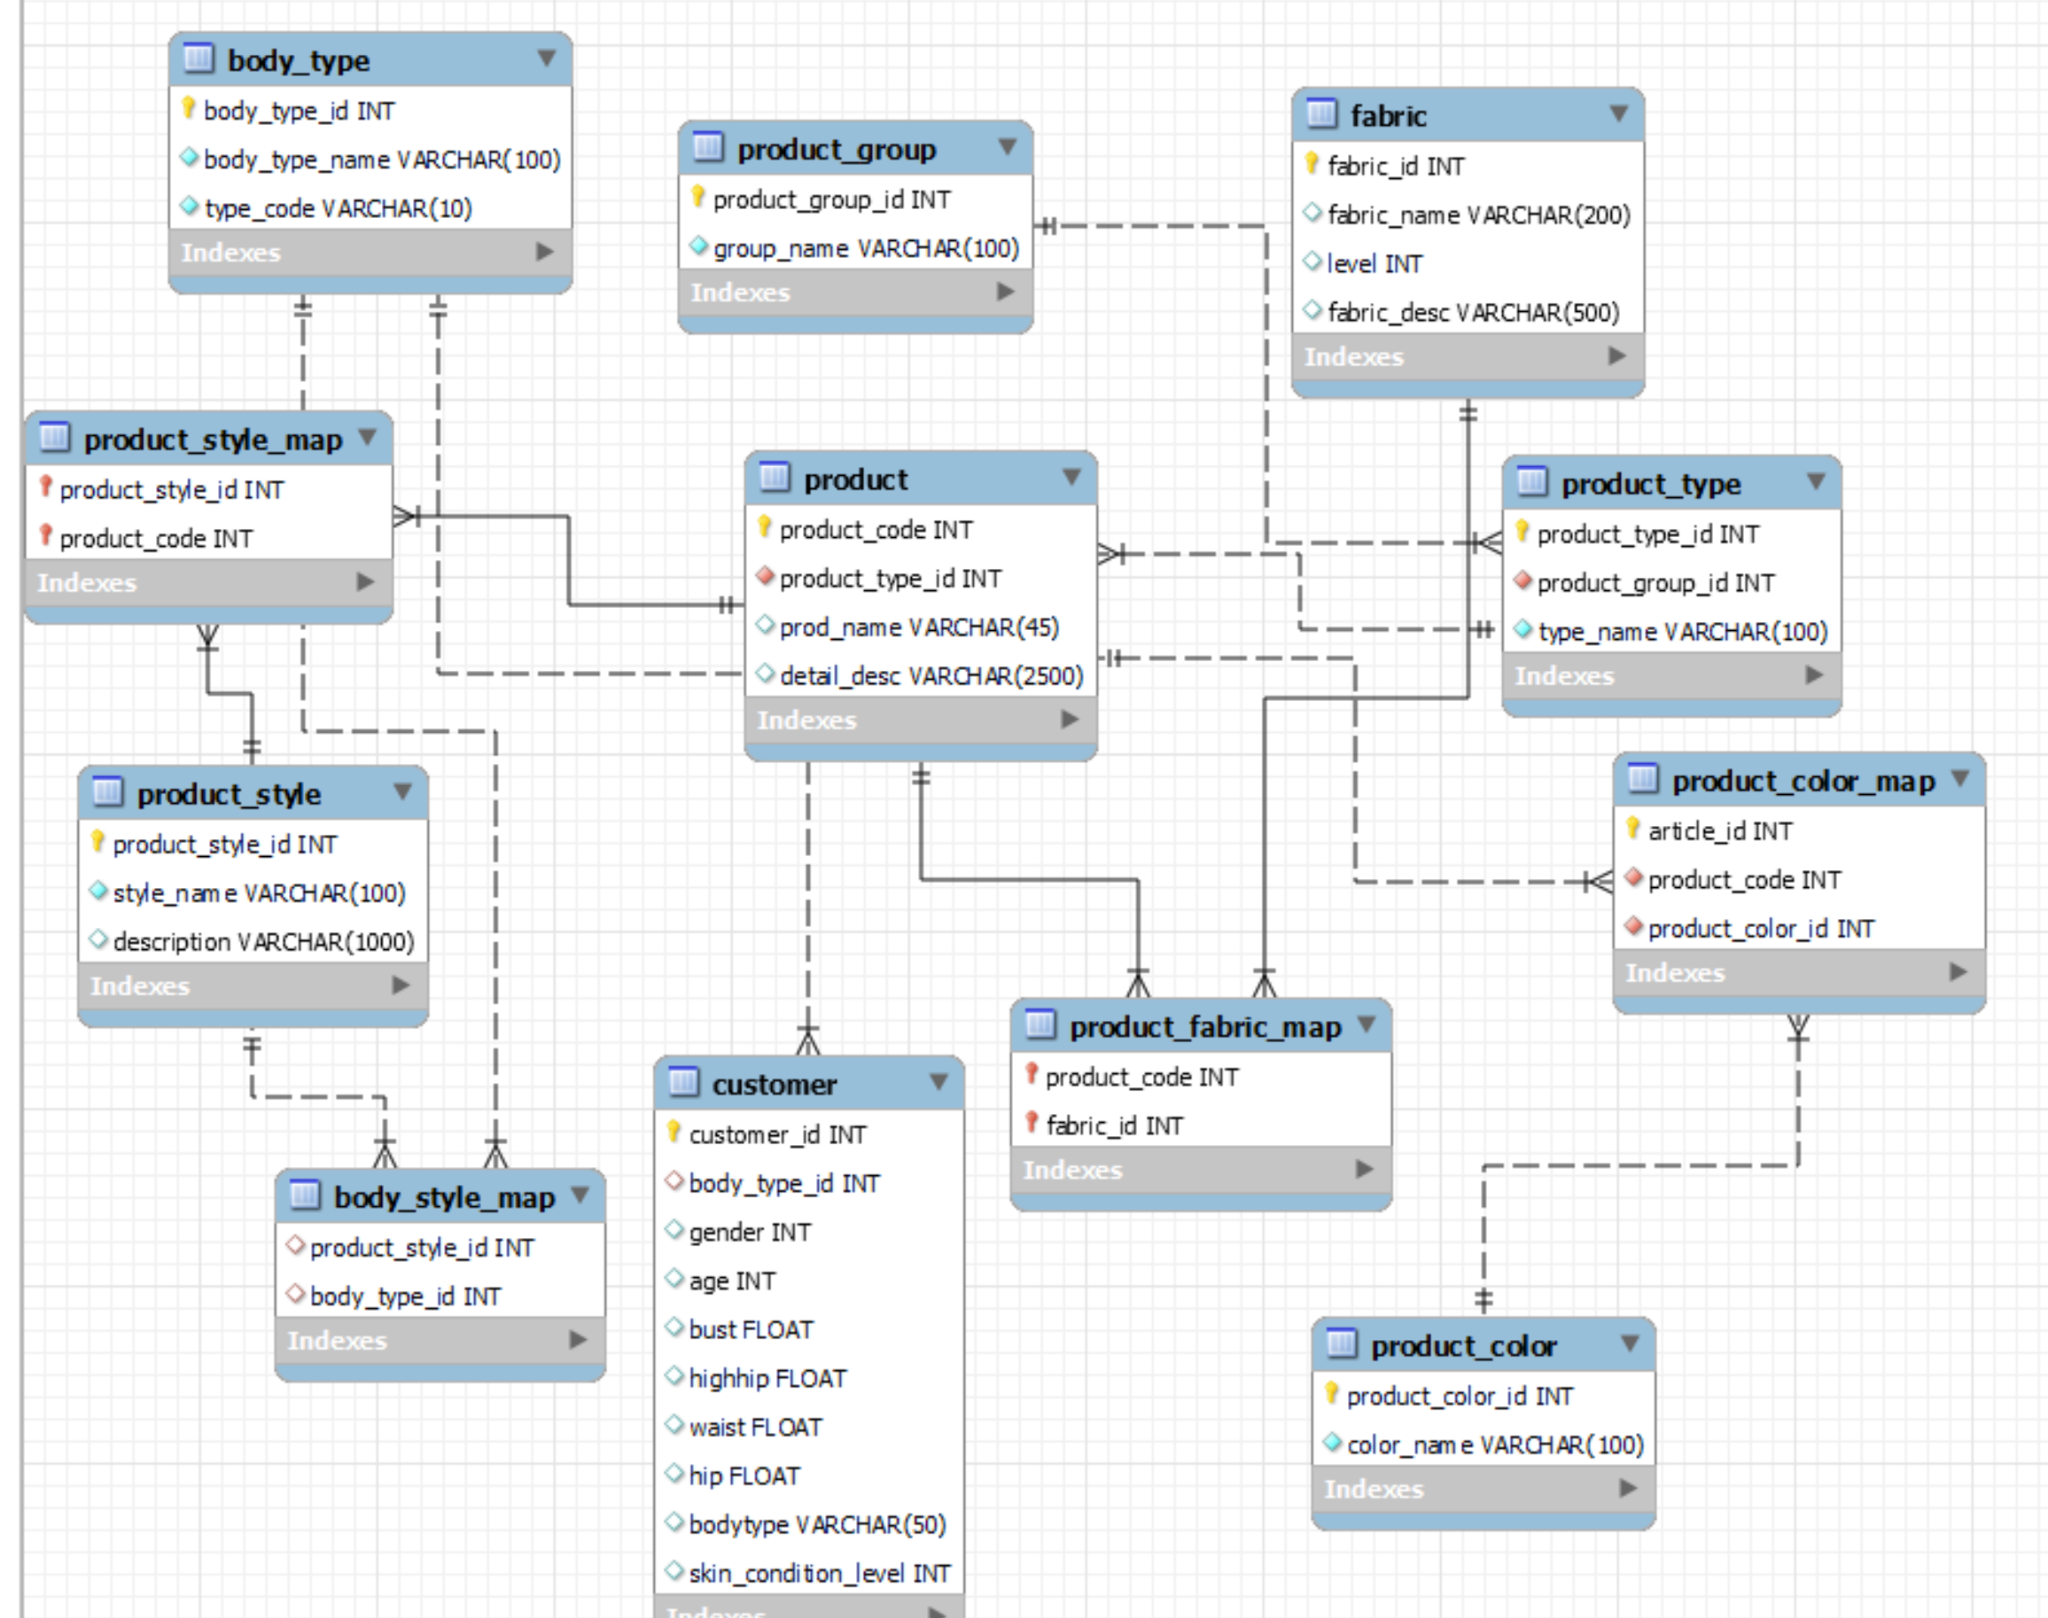 body_type
body_type_id INT
body_type_name VARCHAR(100)
type_code VARCHAR(10)
Indexes
product_group
product_group_id INT
group_name VARCHAR(100)
Indexes
fabric
fabric_id INT
fabric_name VARCHAR(200)
level INT
fabric_desc VARCHAR(500)
Indexes
product_style_map
product_style_id INT
product_code INT
Indexes
product
product_code INT
product_type_id INT
prod_name VARCHAR(45)
detail_desc VARCHAR(2500)
Indexes
product_type
product_type_id INT
product_group_id INT
type_name VARCHAR(100)
Indexes
product_style
product_style_id INT
style_name VARCHAR(100)
description VARCHAR(1000)
Indexes
product_color_map
article_id INT
product_code INT
product_color_id INT
Indexes
body_style_map
product_style_id INT
body_type_id INT
Indexes
customer
customer_id INT
body_type_id INT
gender INT
age INT
bust FLOAT
highhip FLOAT
waist FLOAT
hip FLOAT
bodytype VARCHAR(50)
skin_condition_level INT
Indexes
product_fabric_map
product_code INT
fabric_id INT
Indexes
product_color
product_color_id INT
color_name VARCHAR(100)
Indexes